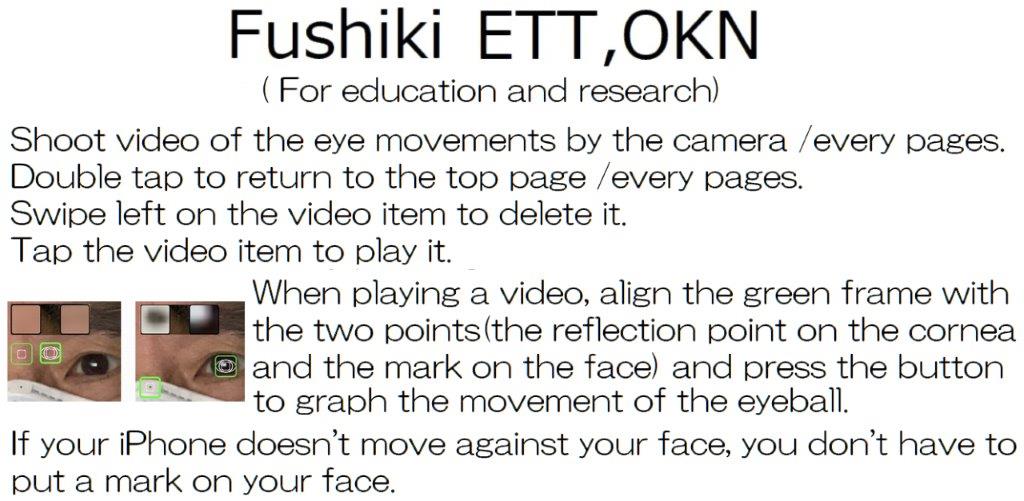 Fushiki ETT,OKN
( For education and research)
Shoot video of the eye movements by the camera /every pages.
Double tap to return to the top page /every pages.
Swipe left on the video item to delete it.
Tap the video item to play it.
When playing a video, align the green frame with
the two points(the reflection point on the cornea
and the mark on the face) and press the button
to graph the movement of the eyeball.
If your iPhone doesn't move against your face, you don't have to
put a mark on your face.